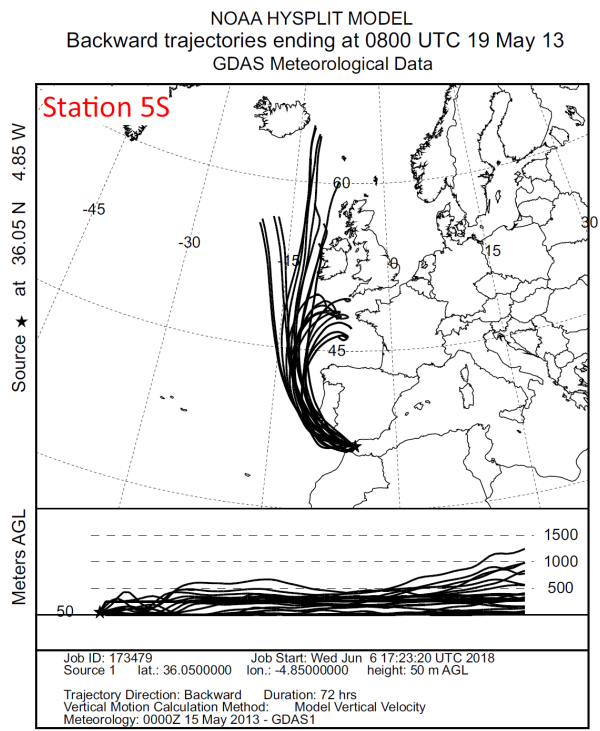 NOAA HYSPLIT MODEL
Backward trajectories ending at 0800 UTC 19 May 13
GDAS Meteorological Data
Source ★ at 36.05 N 4.85 W
Station 5S
60
-45
30
-30
15
-15
0
45
Meters AGL
1500
1000
500
50
Job ID: 173479 Job Start: Wed Jun 6 17:23:20 UTC 2018
Source 1 lat.: 36.0500000 lon.: -4.85000000 height: 50 m AGL
Trajectory Direction: Backward Duration: 72 hrs
Vertical Motion Calculation Method: Model Vertical Velocity
Meteorology: 0000Z 15 May 2013 - GDAS1